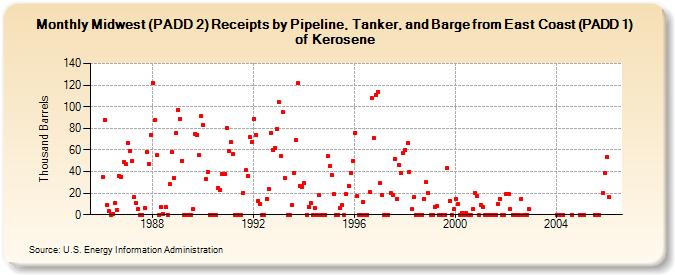 Monthly Midwest (PADD 2) Receipts by Pipeline, Tanker, and Barge from East Coast (PADD 1)
of Kerosene
Thousand Barrels
140
120
100
80
60
40
20
0
1988 1992 1996 2000 2004
Source: U.S. Energy Information Administration